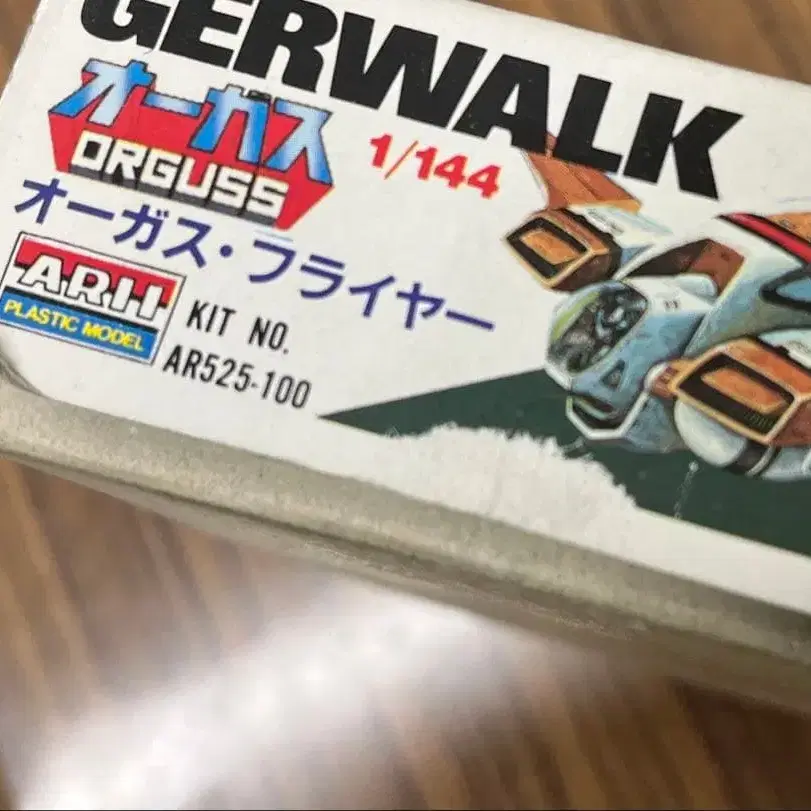 GERWALK
オーガス
ORGUSS
1/144
オーガス・フライヤー
ARII
PLASTIC MODEL
KIT NO.
AR525-100